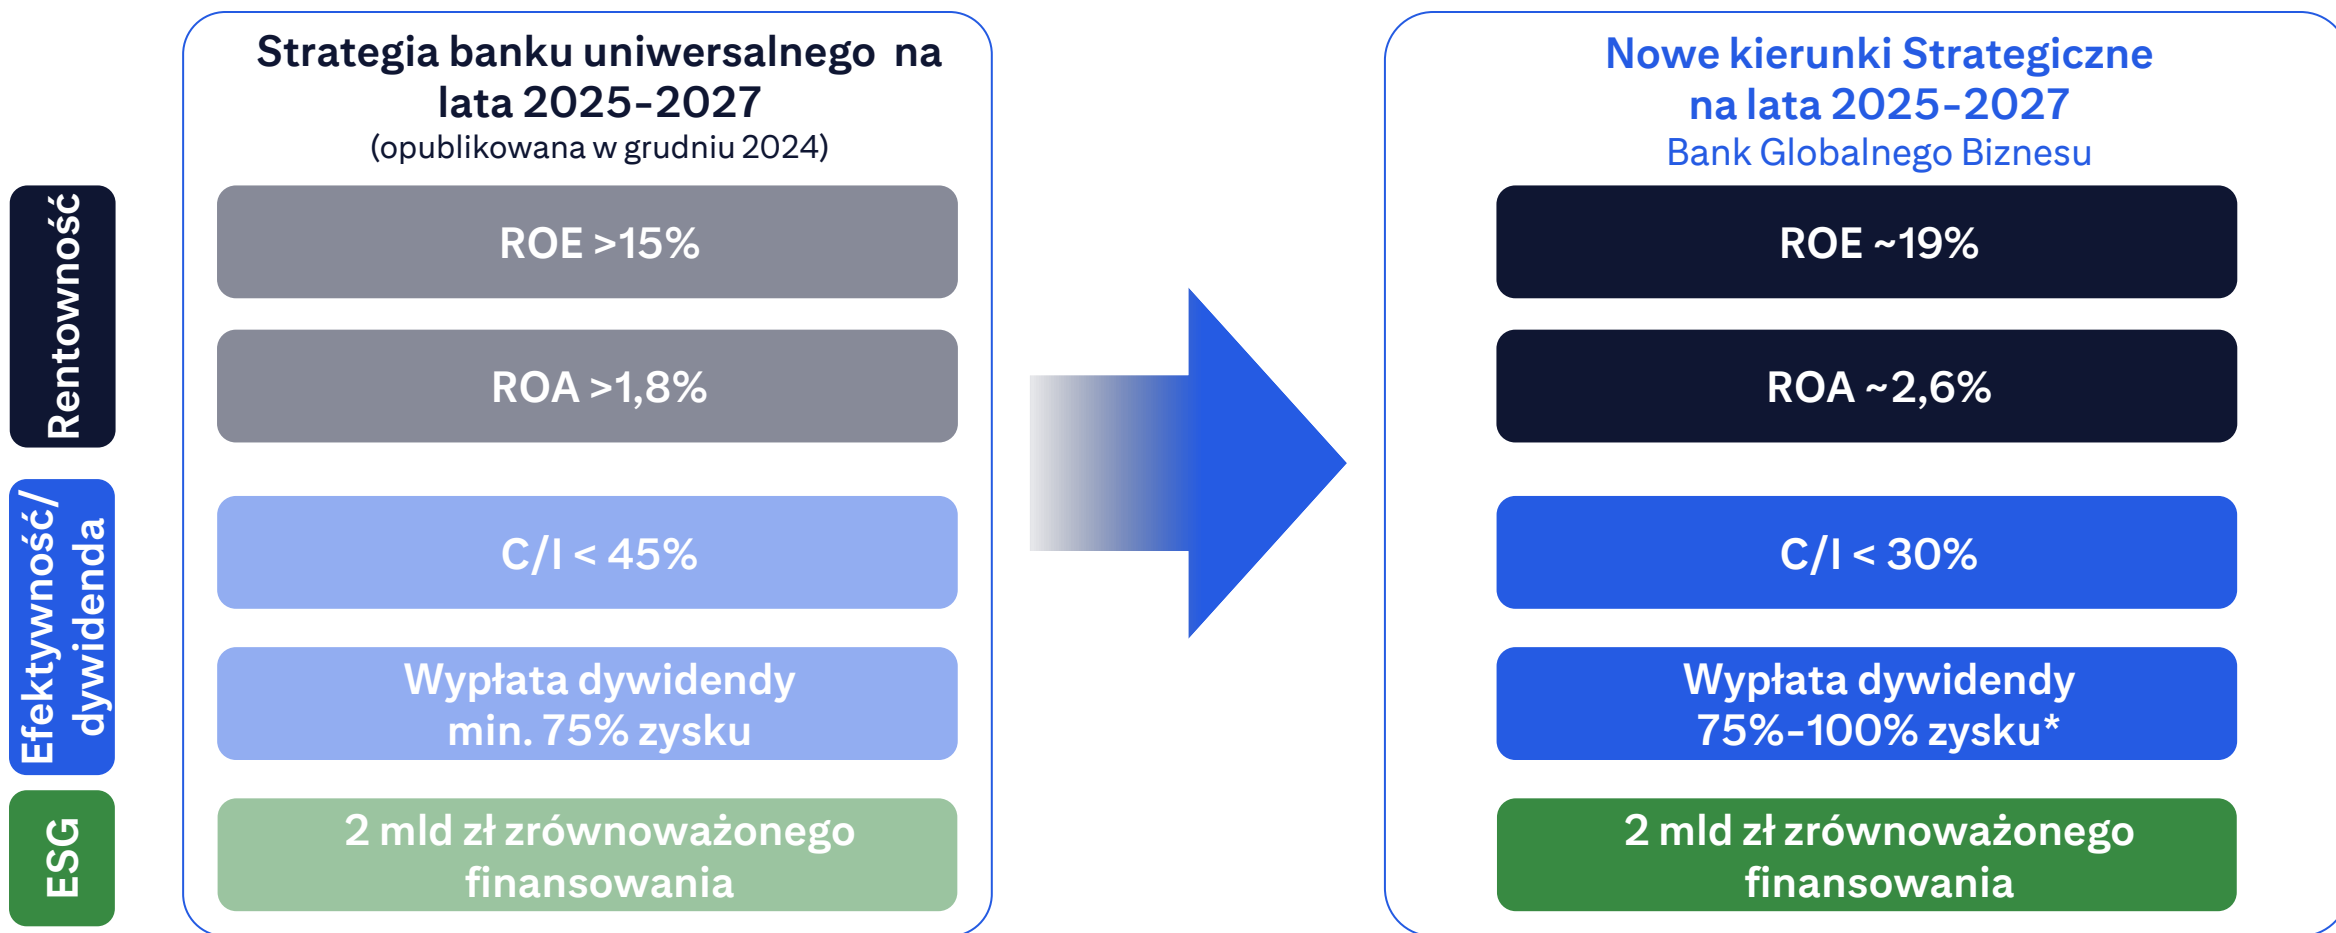 Strategia banku uniwersalnego na
lata 2025-2027
(opublikowana w grudniu 2024)
Nowe kierunki Strategiczne
na lata 2025-2027
Bank Globalnego Biznesu
Rentowność
ROE >15%
ROE ~19%
ROA >1,8%
ROA ~2,6%
Efektywność/
dywidenda
C/I < 45%
C/I < 30%
Wypłata dywidendy
min. 75% zysku
Wypłata dywidendy
75%-100% zysku*
ESG
2 mld zł zrównoważonego
finansowania
2 mld zł zrównoważonego
finansowania